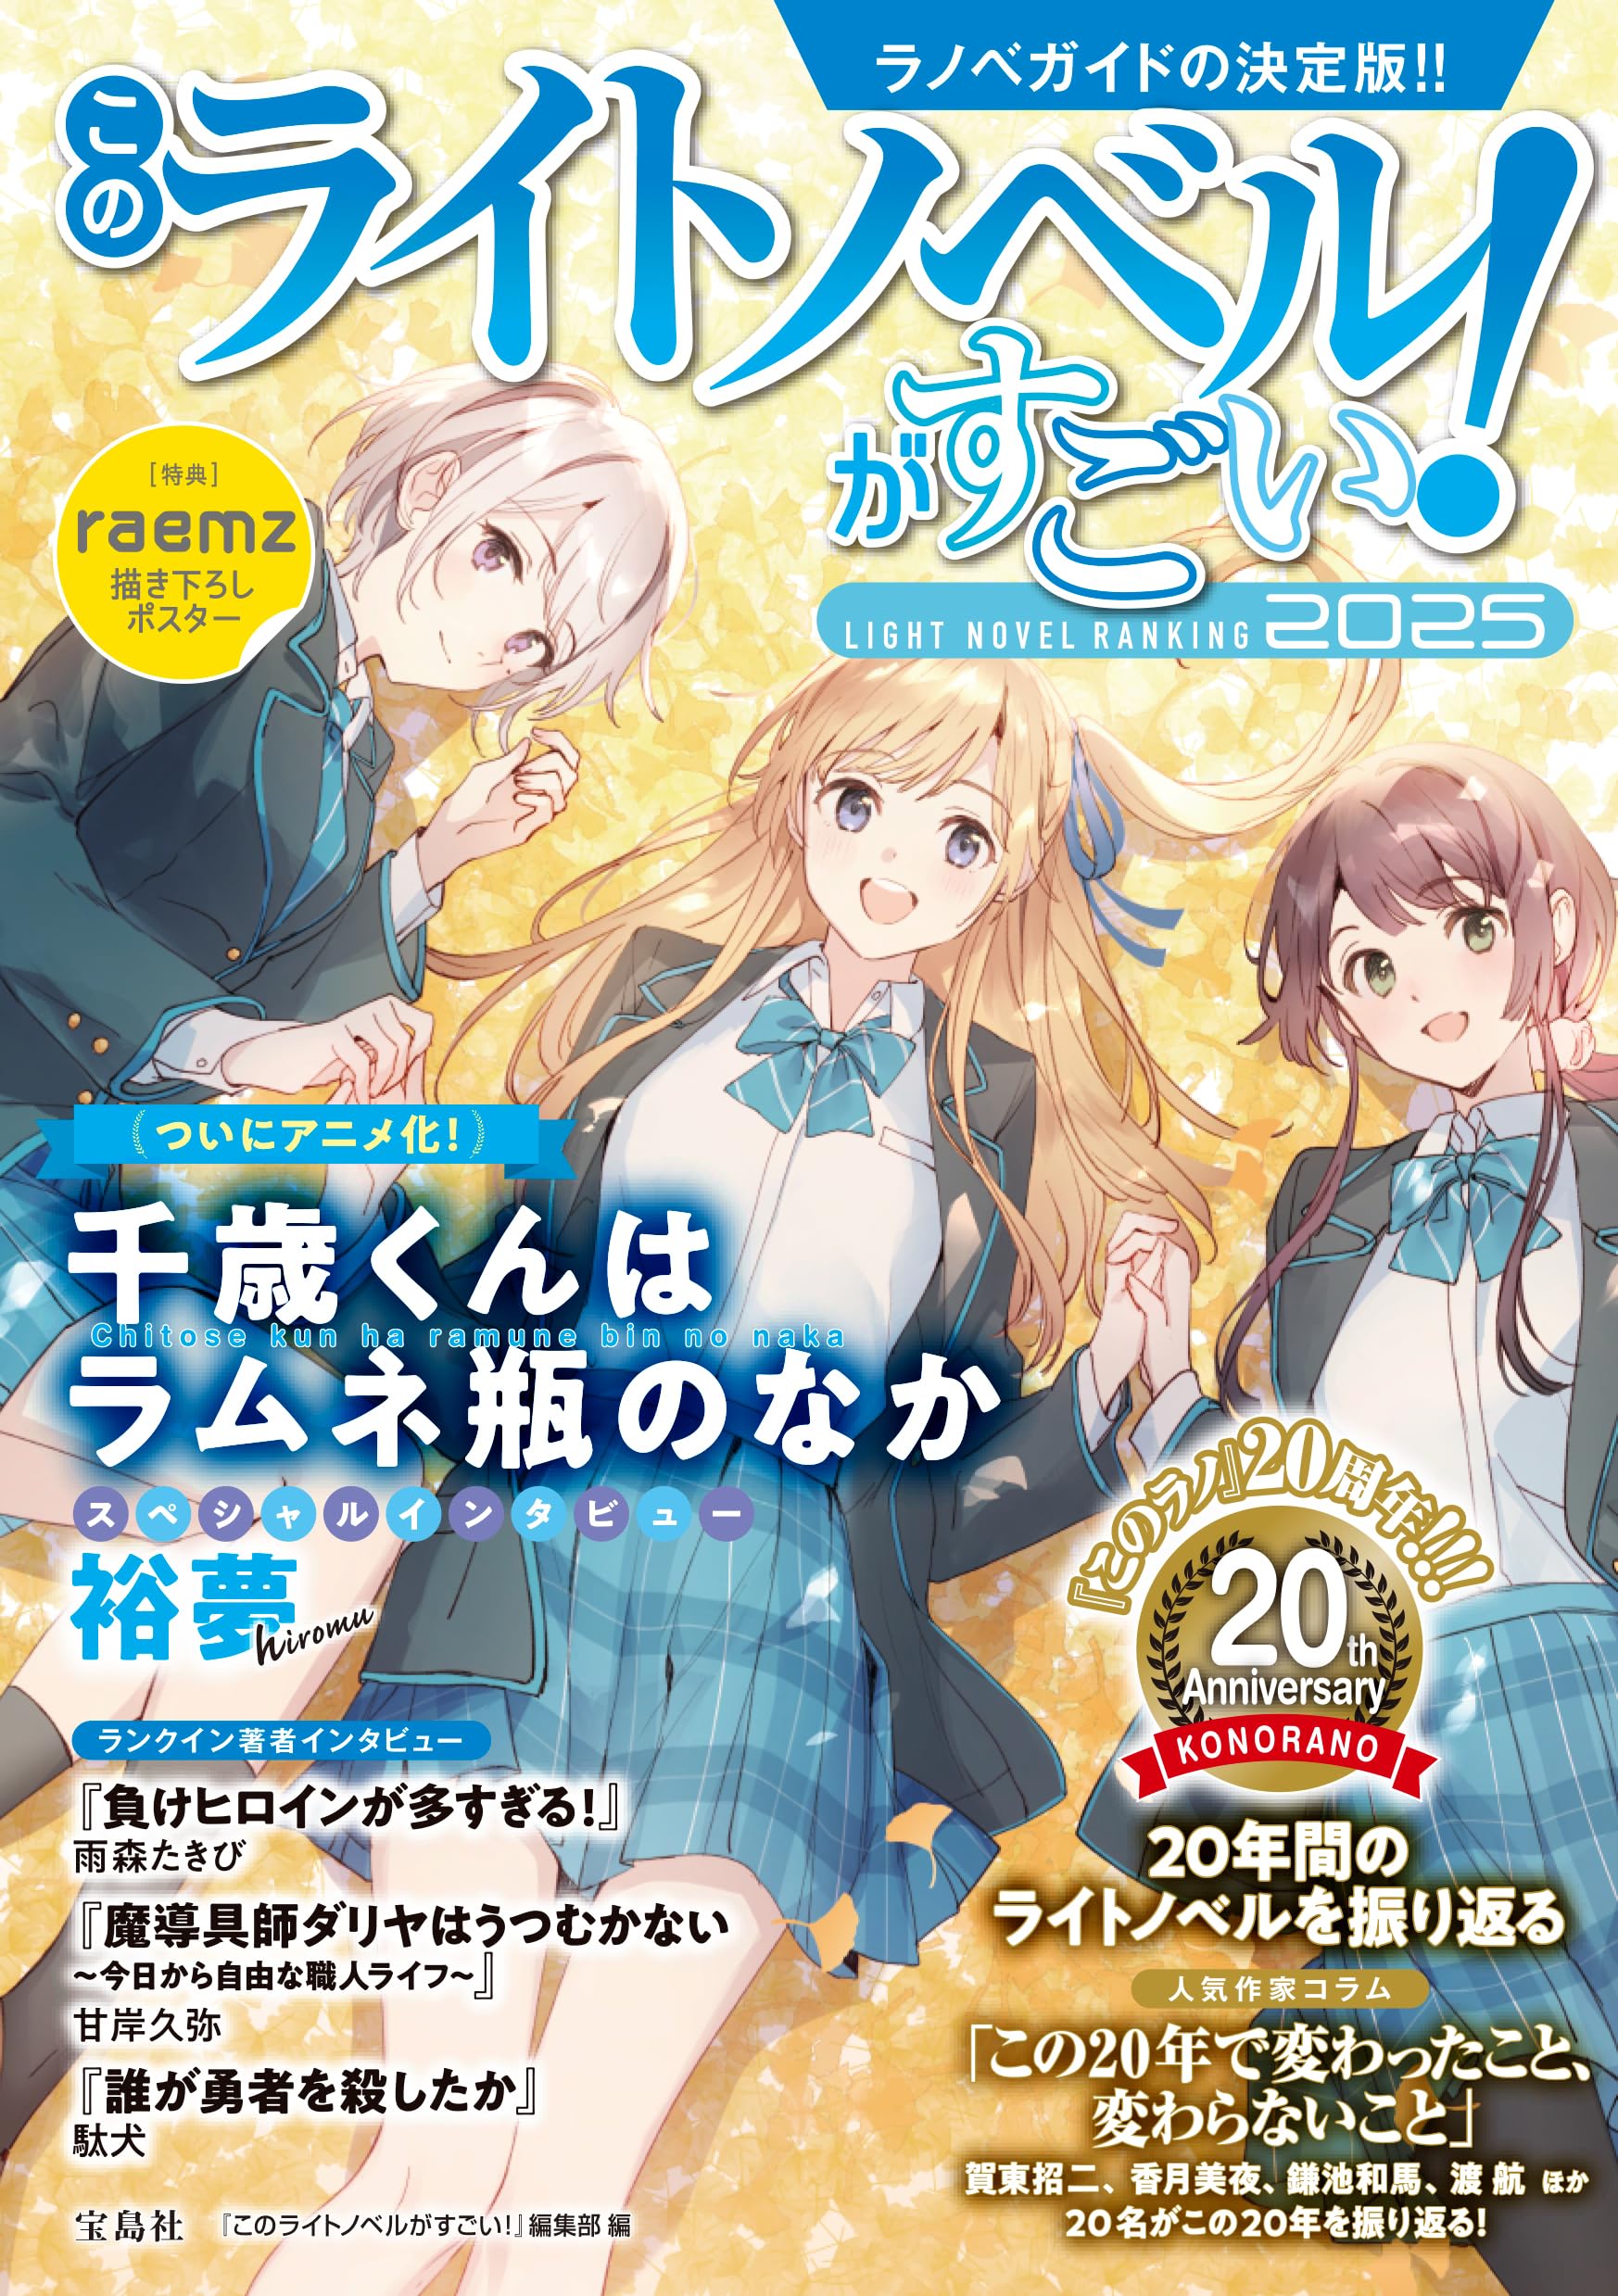 ラノベガイドの決定版!!
このライトノベルがすごい!
LIGHT NOVEL RANKING 2025
[特典]
raemz
描き下ろし
ポスター
ついにアニメ化!
千歳くんは
Chitose kun ha ramune bin no naka
ラムネ瓶のなか
スペシャルインタビュー
裕夢
hiromu
ランクイン著者インタビュー
『負けヒロインが多すぎる!』
雨森たきび
『魔導具師ダリヤはうつむかない
~今日から自由な職人ライフ~』
甘岸久弥
『誰が勇者を殺したか』
駄犬
宝島社 『このライトノベルがすごい!』編集部 編
『このラノ』20周年!!!
20th
Anniversary
KONORANO
20年間の
ライトノベルを振り返る
人気作家コラム
「この20年で変わったこと、
変わらないこと」
賀東招二、香月美夜、鎌池和馬、渡 航 ほか
20名がこの20年を振り返る!